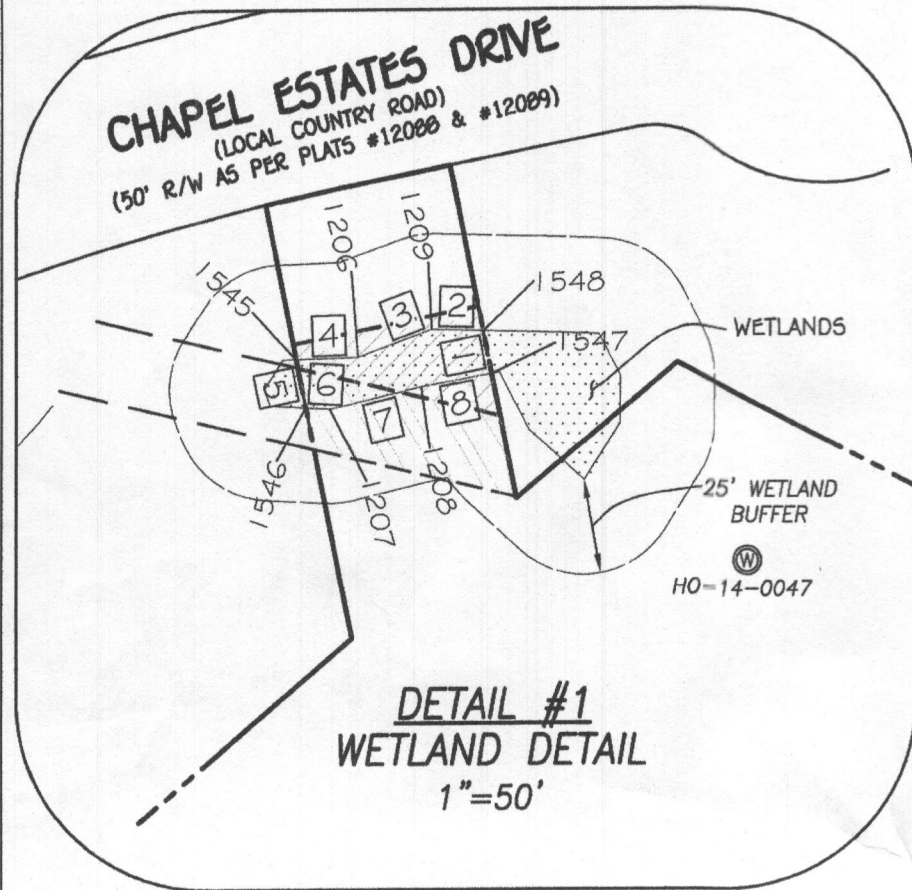 CHAPEL ESTATES DRIVE
(LOCAL COUNTRY ROAD)
(50' R/W AS PER PLATS #12088 & #12089)
1206
1209
1545
1548
2
3
4
WETLANDS
1547
1
5
6
7
8
1546
1207
1208
25' WETLAND
BUFFER
W
HO-14-0047
DETAIL #1
WETLAND DETAIL
1"=50'